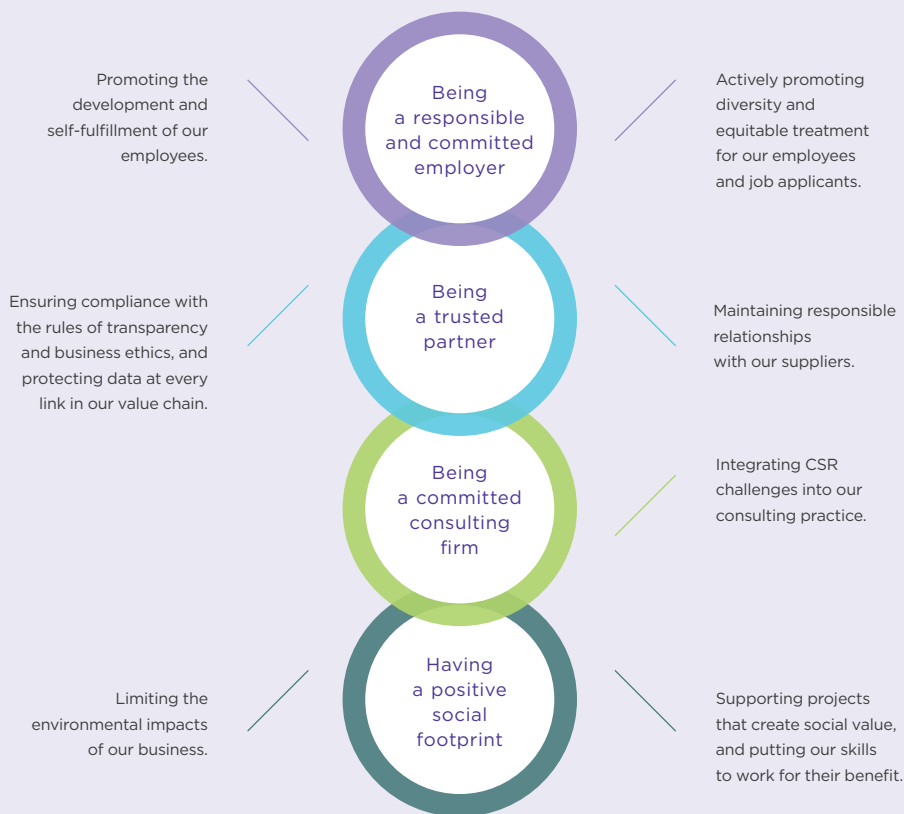 Promoting the
development and
self-fulfillment of our
employees.
Being
a responsible
and committed
employer
Actively promoting
diversity and
equitable treatment
for our employees
and job applicants.
Ensuring compliance with
the rules of transparency
and business ethics, and
protecting data at every
link in our value chain.
Being
a trusted
partner
Maintaining responsible
relationships
with our suppliers.
Being
a committed
consulting
firm
Integrating CSR
challenges into our
consulting practice.
Limiting the
environmental impacts
of our business.
Having
a positive
social
footprint
Supporting projects
that create social value,
and putting our skills
to work for their benefit.